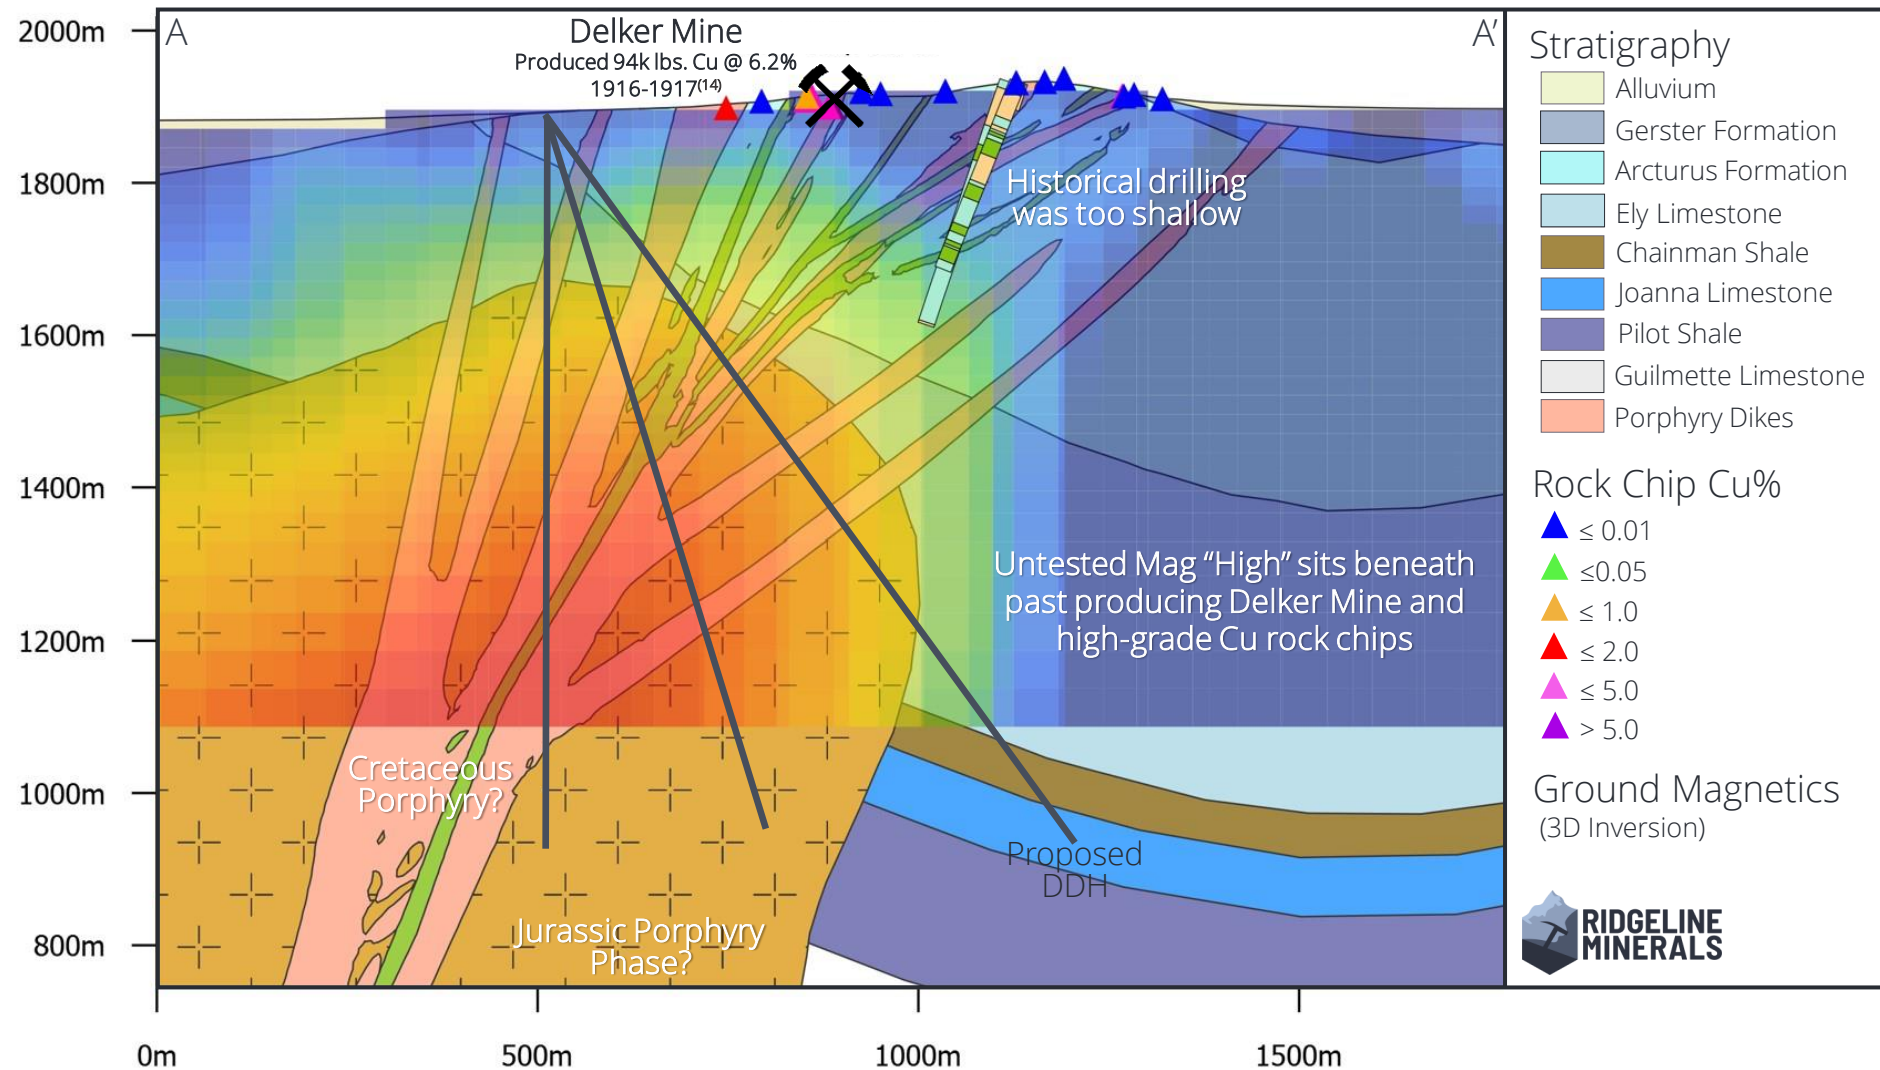 A
Delker Mine
Produced 94k lbs. Cu @ 6.2%
1916-1917(14)
A’
2000m
1800m
1600m
1400m
1200m
1000m
800m
0m
500m
1000m
1500m
Historical drilling
was too shallow
Untested Mag “High” sits beneath
past producing Delker Mine and
high-grade Cu rock chips
Cretaceous
Porphyry?
Jurassic Porphyry
Phase?
Proposed
DDH
Stratigraphy
Alluvium
Gerster Formation
Arcturus Formation
Ely Limestone
Chainman Shale
Joanna Limestone
Pilot Shale
Guilmette Limestone
Porphyry Dikes
Rock Chip Cu%
≤ 0.01
≤0.05
≤ 1.0
≤ 2.0
≤ 5.0
> 5.0
Ground Magnetics
(3D Inversion)
RIDGELINE
MINERALS